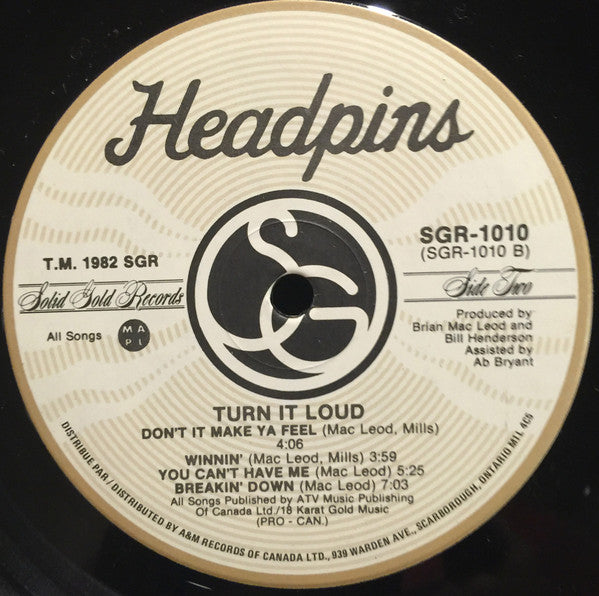 Headpins
SG
T.M. 1982 SGR
Solid Gold Records
All Songs
MAPL
SGR-1010
(SGR-1010 B)
Side Two
Produced by
Brian Mac Leod and
Bill Henderson
Assisted by
Ab Bryant
TURN IT LOUD
DON'T IT MAKE YA FEEL (Mac Leod, Mills)
4:06
WINNIN' (Mac Leod, Mills) 3:59
YOU CAN'T HAVE ME (Mac Leod) 5:25
BREAKIN' DOWN (Mac Leod) 7:03
All Songs Published by ATV Music Publishing
Of Canada Ltd./18 Karat Gold Music
(PRO - CAN.)
DISTRIBUE PAR / DISTRIBUTED BY A&M RECORDS OF CANADA LTD., 939 WARDEN AVE., SCARBOROUGH, ONTARIO M1L 4C5